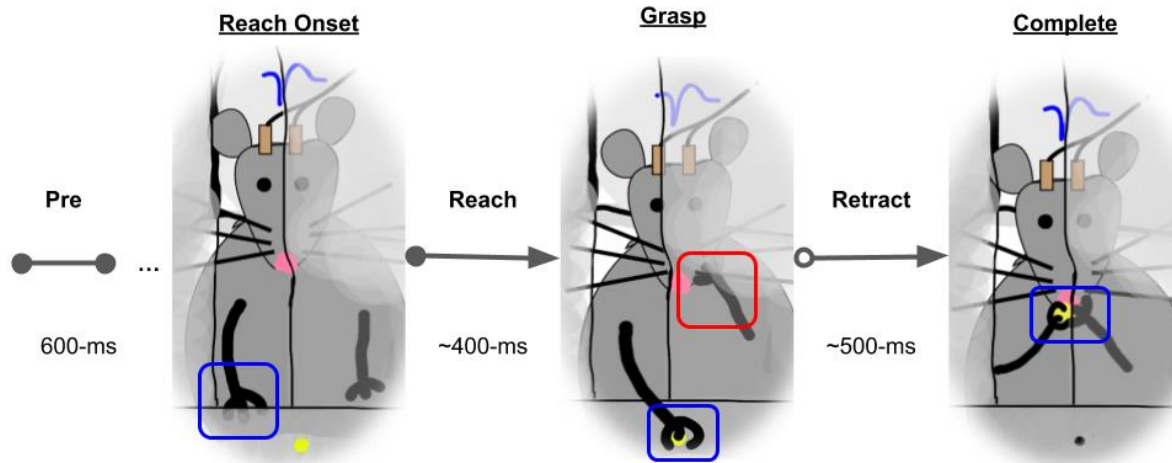 Reach Onset
Grasp
Complete
Pre
Reach
Retract
...
600-ms
~400-ms
~500-ms